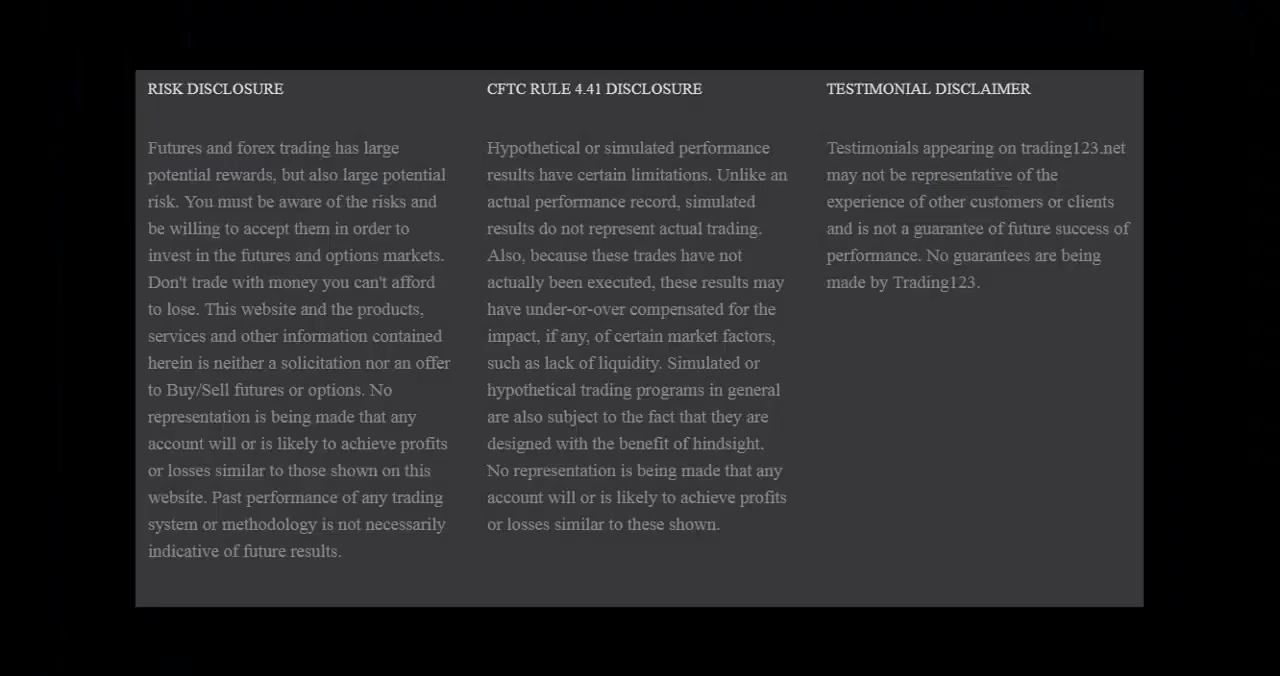 RISK DISCLOSURE
Futures and forex trading has large
potential rewards, but also large potential
risk. You must be aware of the risks and
be willing to accept them in order to
invest in the futures and options markets.
Don't trade with money you can't afford
to lose. This website and the products,
services and other information contained
herein is neither a solicitation nor an offer
to Buy/Sell futures or options. No
representation is being made that any
account will or is likely to achieve profits
or losses similar to those shown on this
website. Past performance of any trading
system or methodology is not necessarily
indicative of future results.
CFTC RULE 4.41 DISCLOSURE
Hypothetical or simulated performance
results have certain limitations. Unlike an
actual performance record, simulated
results do not represent actual trading.
Also, because these trades have not
actually been executed, these results may
have under-or-over compensated for the
impact, if any, of certain market factors,
such as lack of liquidity. Simulated or
hypothetical trading programs in general
are also subject to the fact that they are
designed with the benefit of hindsight.
No representation is being made that any
account will or is likely to achieve profits
or losses similar to these shown.
TESTIMONIAL DISCLAIMER
Testimonials appearing on trading123.net
may not be representative of the
experience of other customers or clients
and is not a guarantee of future success of
performance. No guarantees are being
made by Trading123.